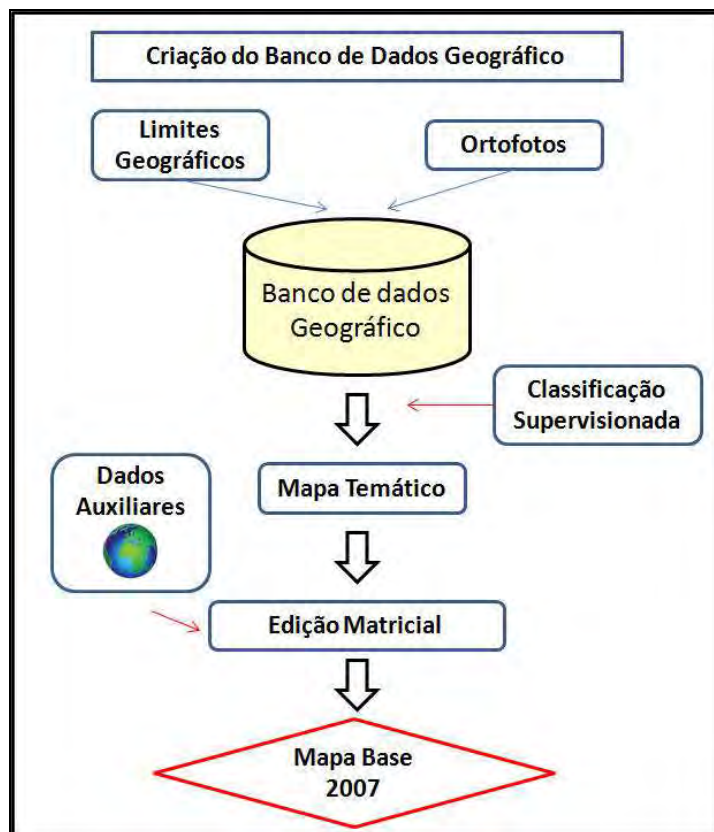 Criação do Banco de Dados Geográfico
Limites
Geográficos
Ortofotos
Banco de dados
Geográfico
Classificação
Supervisionada
Dados
Auxiliares
Mapa Temático
Edição Matricial
Mapa Base
2007